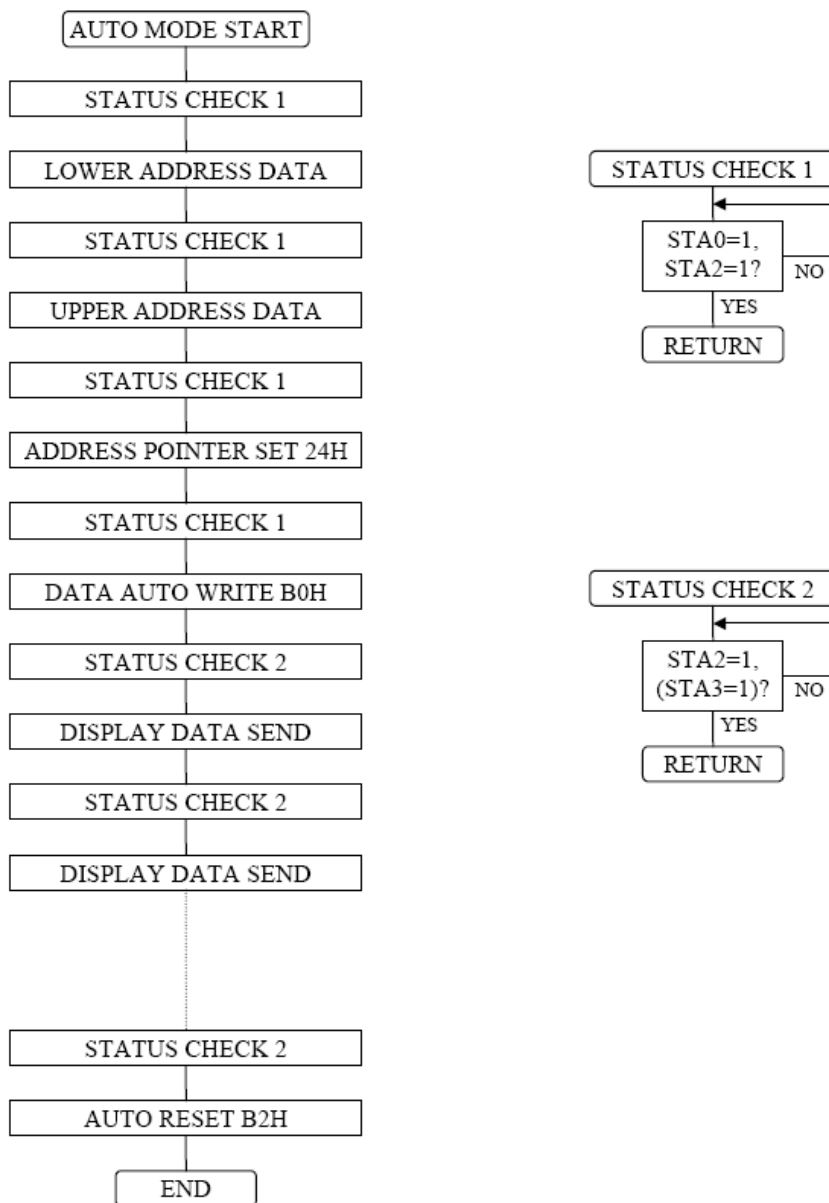 AUTO MODE START
STATUS CHECK 1
LOWER ADDRESS DATA
STATUS CHECK 1
UPPER ADDRESS DATA
STATUS CHECK 1
ADDRESS POINTER SET 24H
STATUS CHECK 1
DATA AUTO WRITE B0H
STATUS CHECK 2
DISPLAY DATA SEND
STATUS CHECK 2
DISPLAY DATA SEND
STATUS CHECK 2
AUTO RESET B2H
END
STATUS CHECK 1
STA0=1,
STA2=1?
NO
YES
RETURN
STATUS CHECK 2
STA2=1,
(STA3=1)?
NO
YES
RETURN